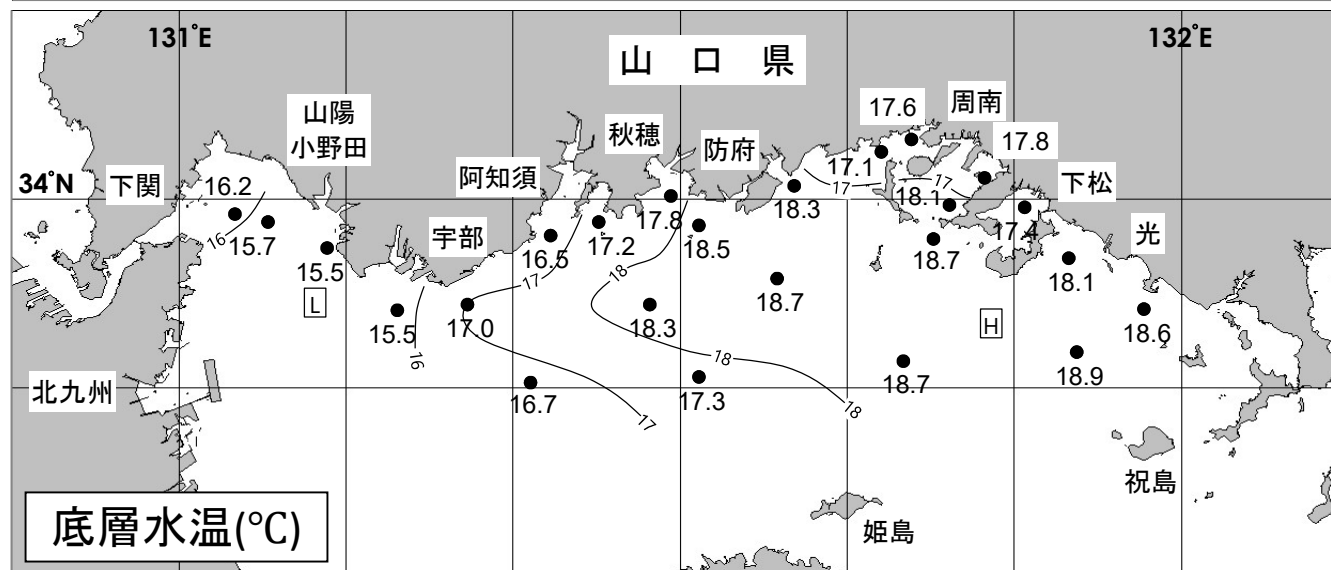 131°E
132°E
山口県
山陽
小野田
17.6
周南
秋穂
防府
17.8
34°N
下関
16.2
阿知須
17.1
17
17
下松
18.1
18.3
17.8
17.4
16
15.7
宇部
16.5
17.2
18.5
18.7
光
15.5
18.1
L
17
18
18.7
H
15.5
17.0
18.3
18.6
16
18
18.7
18.9
北九州
16.7
17.3
18
17
祝島
底層水温(℃)
姫島